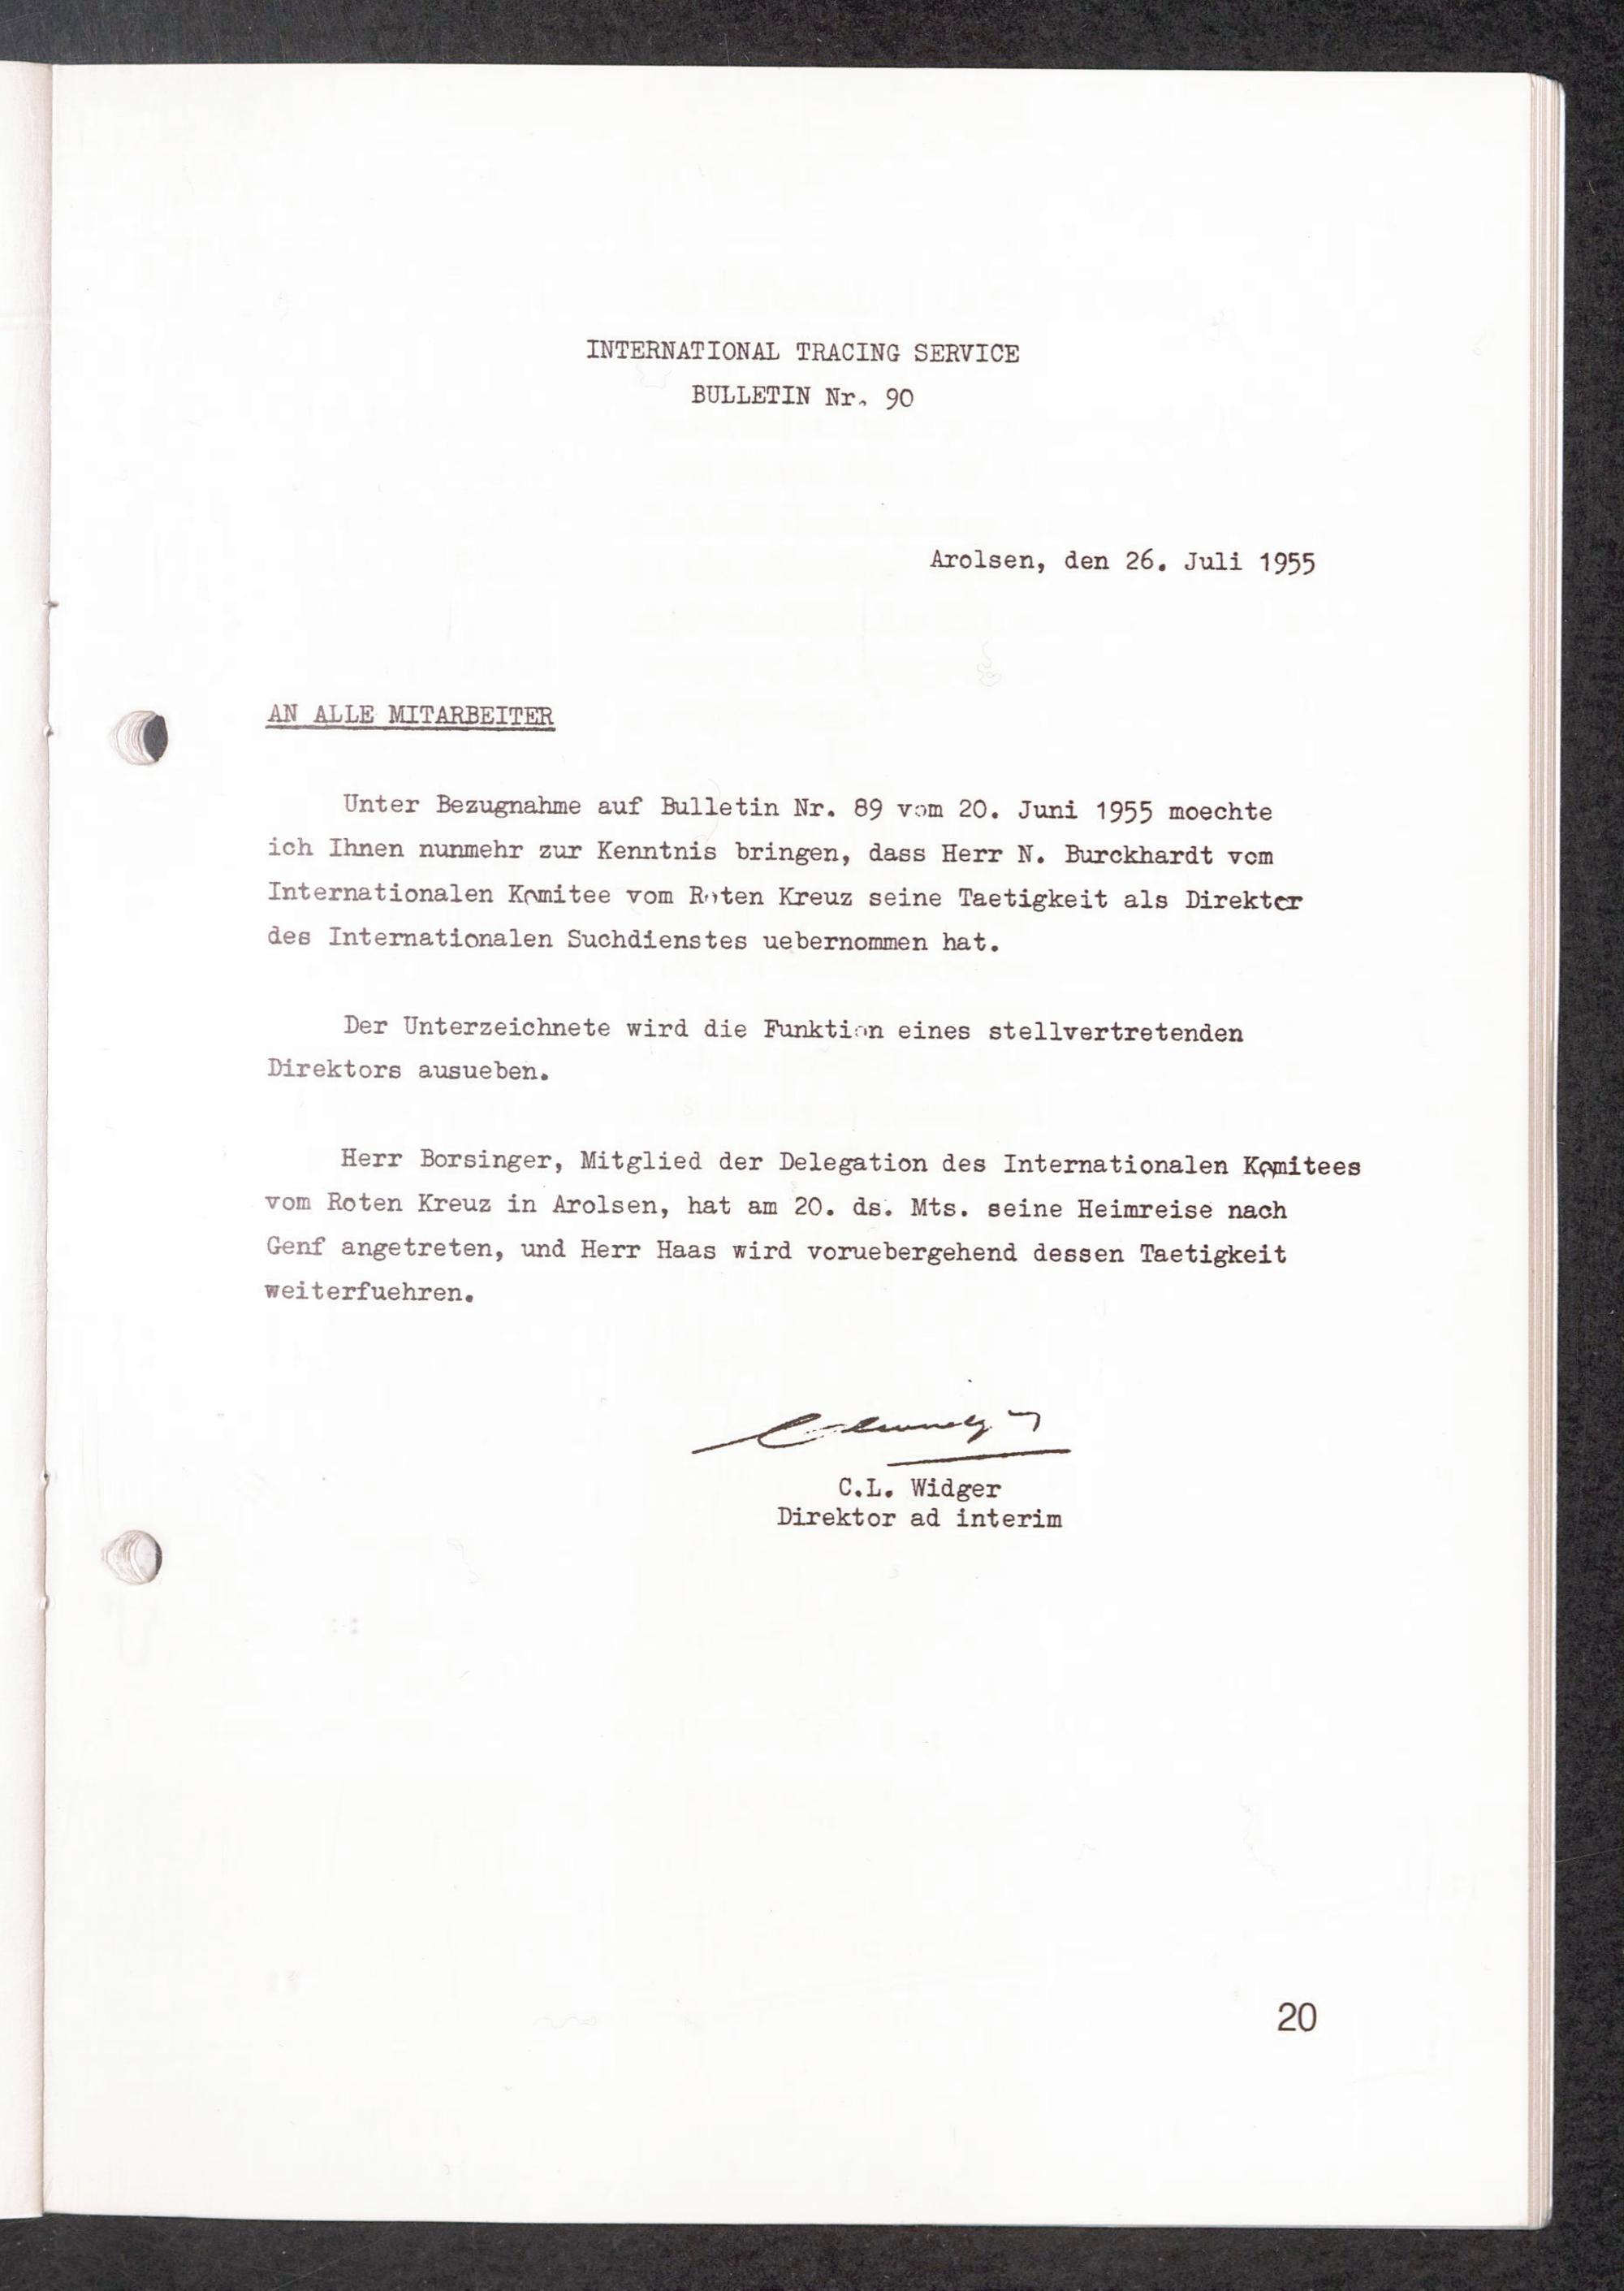 INTERNATIONAL TRACING SERVICE
BULLETIN Nr. 90
Arolsen, den 26. Juli 1955
AN ALLE MITARBEITER
Unter Bezugnahme auf Bulletin Nr. 89 vom 20. Juni 1955 moechte
ich Ihnen nunmehr zur Kenntnis bringen, dass Herr N. Burckhardt vom
Internationalen Komitee vom Roten Kreuz seine Taetigkeit als Direktor
des Internationalen Suchdienstes uebernommen hat.
Der Unterzeichnete wird die Funktion eines stellvertretenden
Direktors ausueben.
Herr Borsinger, Mitglied der Delegation des Internationalen Komitees
vom Roten Kreuz in Arolsen, hat am 20. ds. Mts. seine Heimreise nach
Genf angetreten, und Herr Haas wird voruebergehend dessen Taetigkeit
weiterfuehren.
C.L. Widger
Direktor ad interim
20